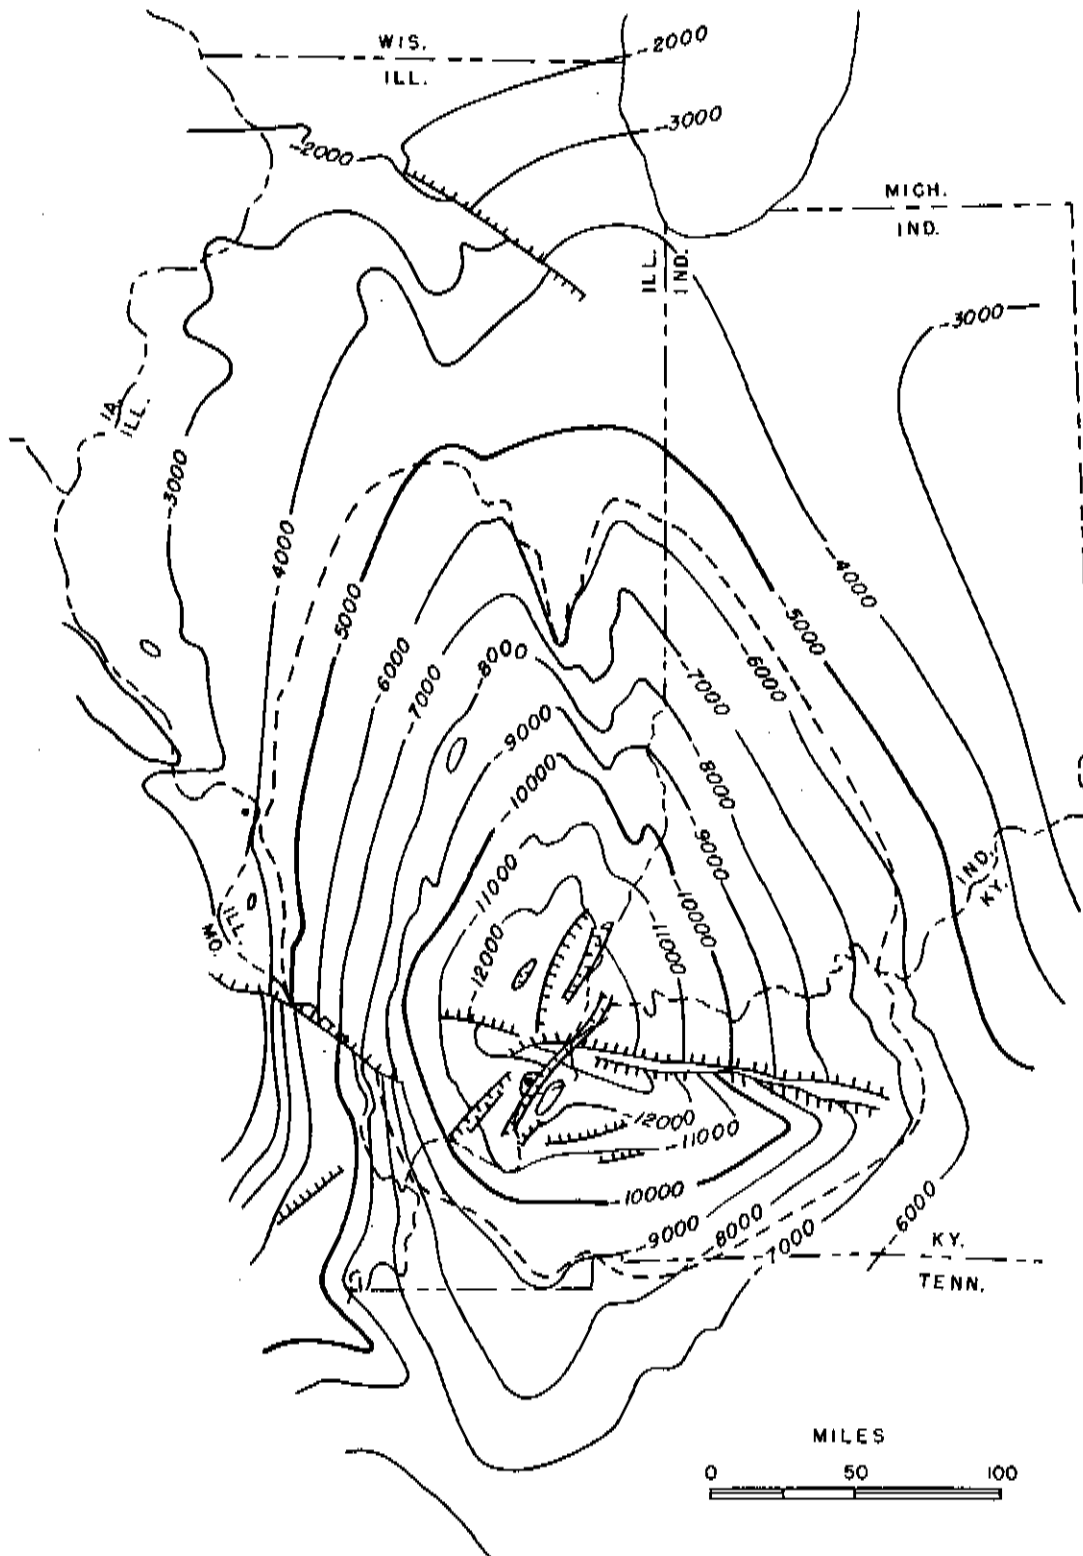 WIS.
ILL.
-2000
-3000
-2000
MICH.
IND.
ILL.
IND.
-3000
IA.
ILL.
-3000
-4000
-5000
-6000
-7000
-8000
-9000
-10000
11000
12000
-4000
-5000
-6000
-7000
-8000
-9000
-10000
-11000
IND.
KY.
ILL.
MO.
-12000
-11000
-10000
-9000
8000
7000
6000
KY.
TENN.
MILES
0 50 100